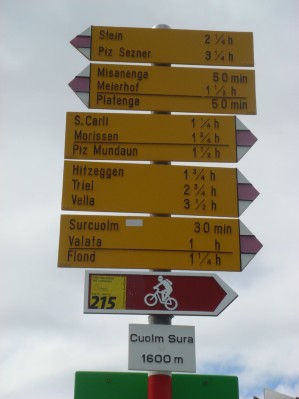 Stein 2 ¼ h
Piz Sezner 3 ¼ h
Misanenga 50 min
Meierhof 1 ½ h
Platenga 50 min
S. Carli 1 ¼ h
Morissen 1 ¾ h
Piz Mundaun 1 ½ h
Hitzeggen 1 ¾ h
Triel 2 ¾ h
Vella 3 ½ h
Surcuolm 30 min
Valata 1 h
Flond 1 ¼ h
215
Cuolm Sura
1600 m